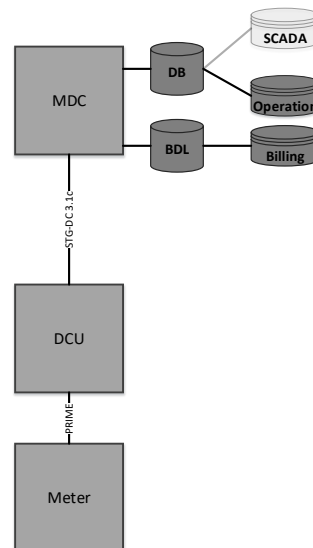 SCADA
DB
MDC
Operation
BDL
Billing
STG-DC 3.1c
DCU
PRIME
Meter